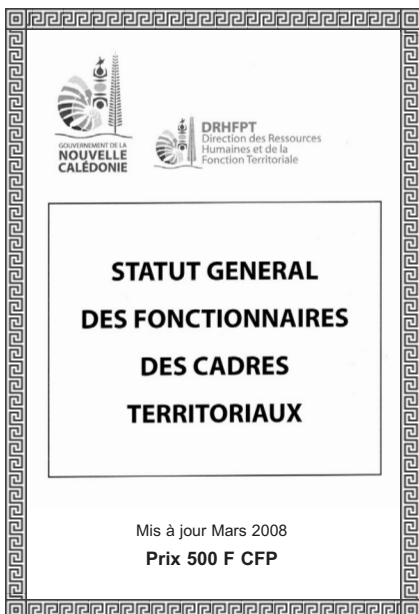 GOUVERNEMENT DE LA
NOUVELLE
CALÉDONIE
DRHFPT
Direction des Ressources
Humaines et de la
Fonction Territoriale
STATUT GENERAL
DES FONCTIONNAIRES
DES CADRES
TERRITORIAUX
Mis à jour Mars 2008
Prix 500 F CFP